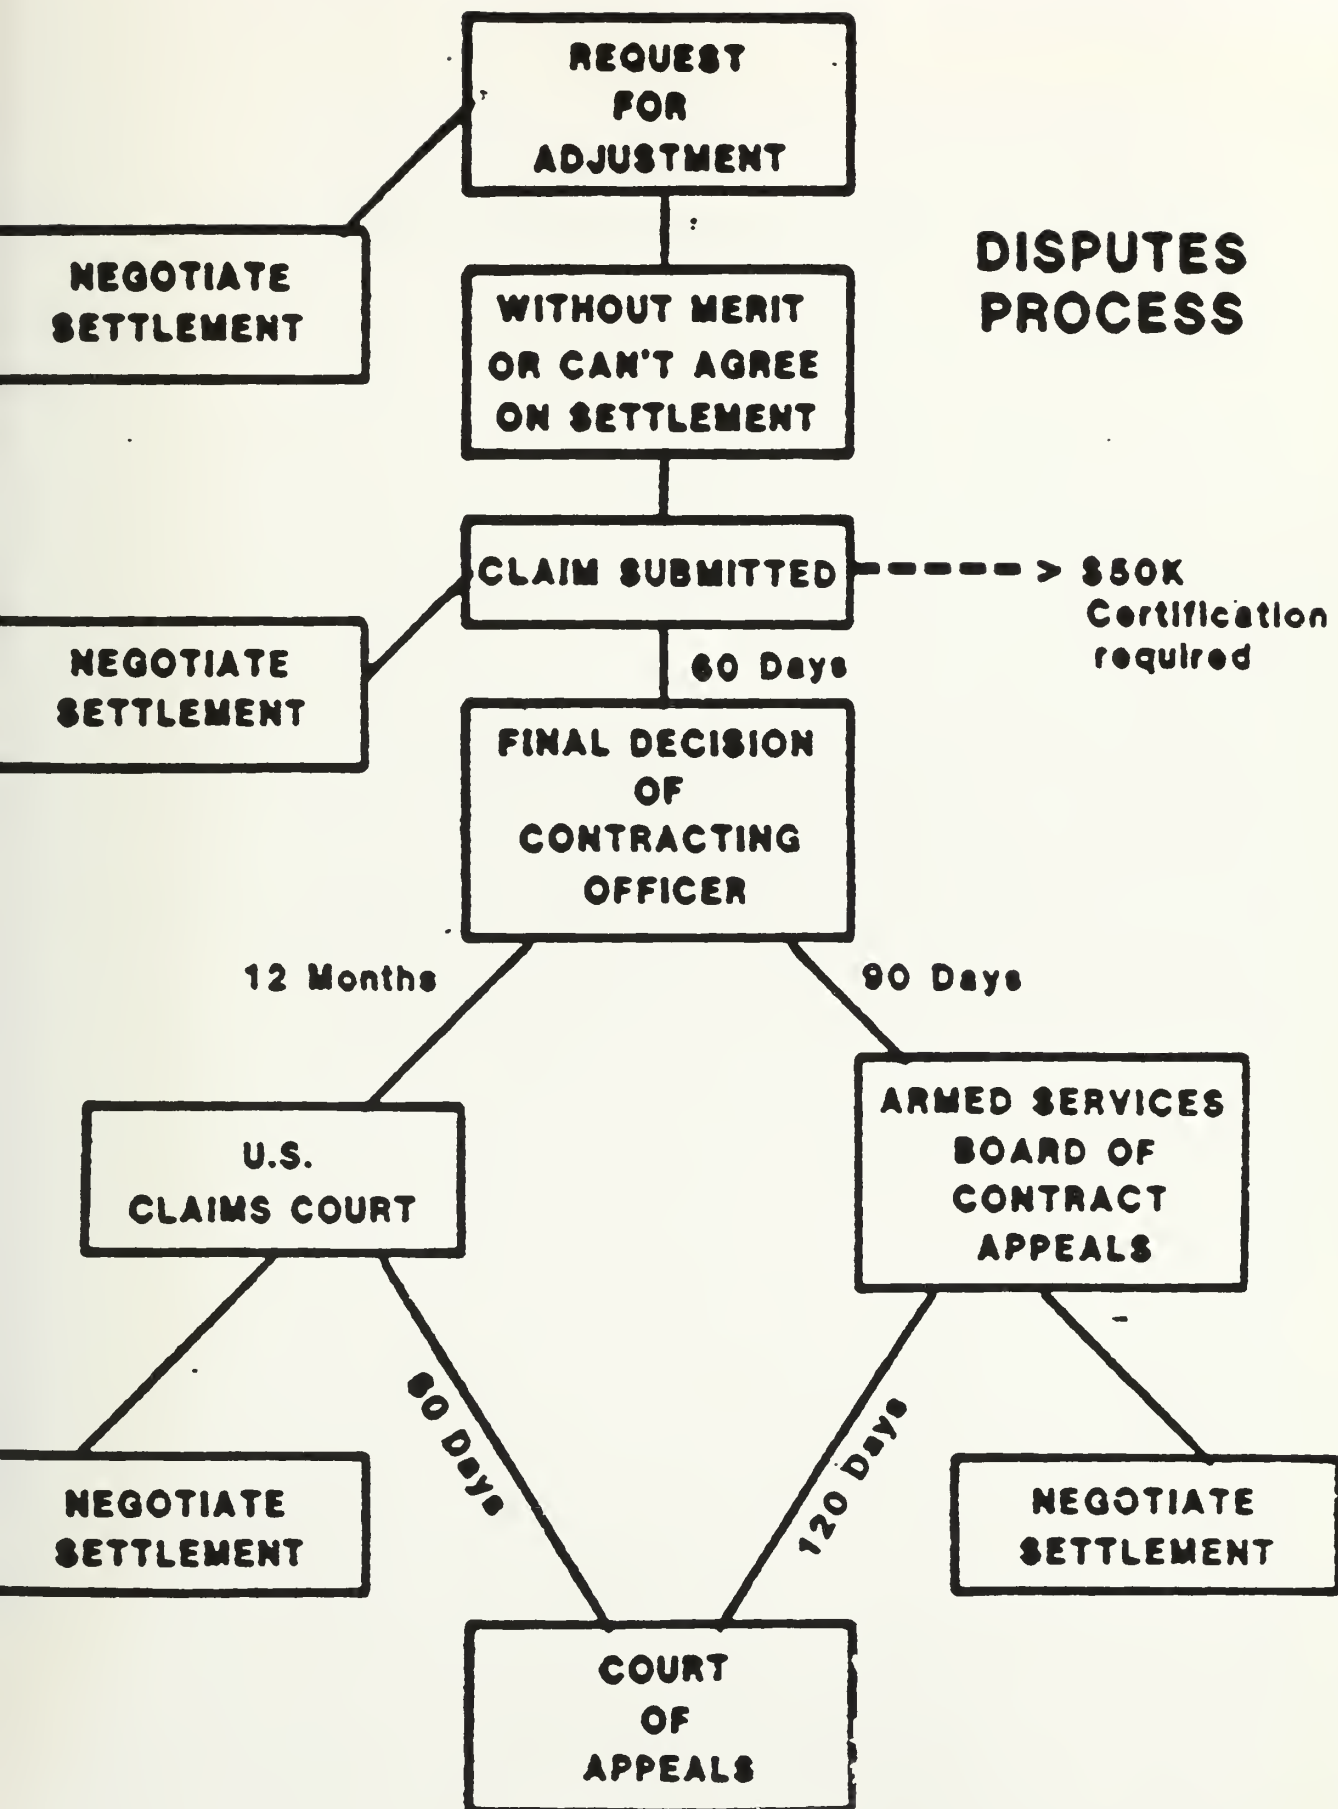 REQUEST
FOR
ADJUSTMENT
NEGOTIATE
SETTLEMENT
DISPUTES
PROCESS
WITHOUT MERIT
OR CAN'T AGREE
ON SETTLEMENT
CLAIM SUBMITTED
> $50K
Certification
required
NEGOTIATE
SETTLEMENT
60 Days
FINAL DECISION
OF
CONTRACTING
OFFICER
12 Months
90 Days
U.S.
CLAIMS COURT
ARMED SERVICES
BOARD OF
CONTRACT
APPEALS
Days
120 Days
NEGOTIATE
SETTLEMENT
NEGOTIATE
SETTLEMENT
COURT
OF
APPEALS